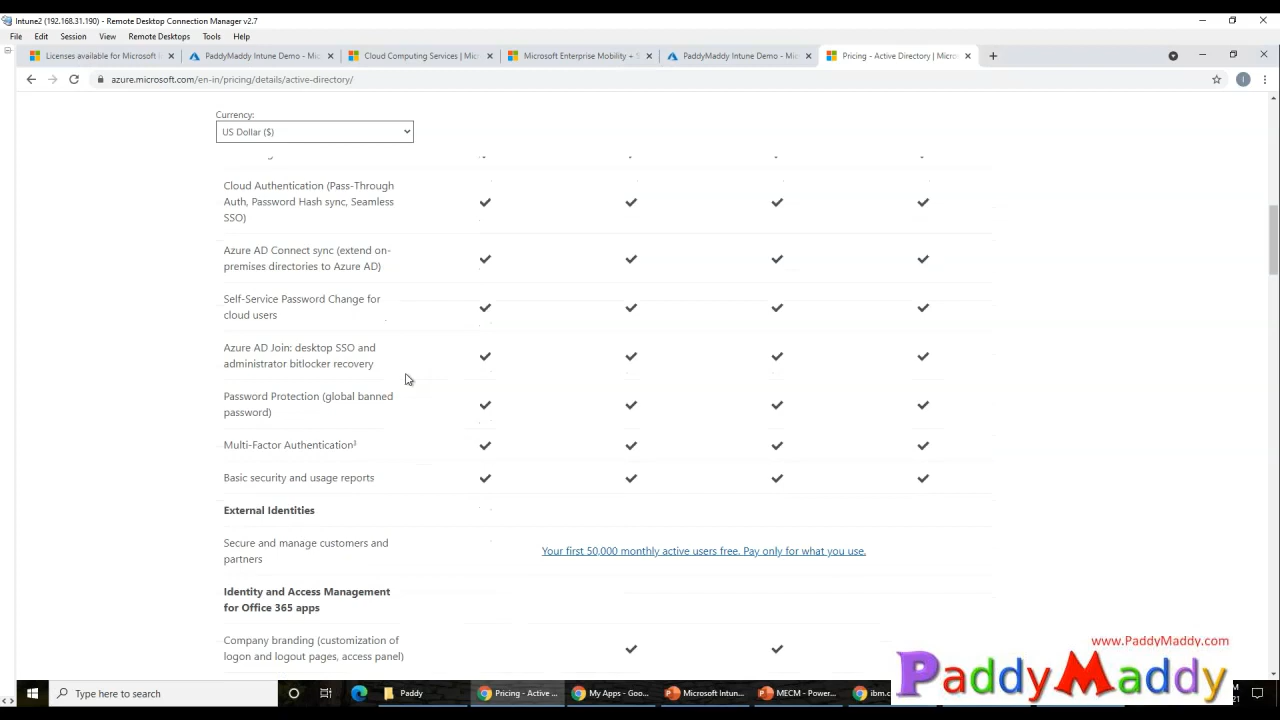 Intune2 (192.168.31.190) - Remote Desktop Connection Manager v2.7
File Edit Session View Remote Desktops Tools Help
Licenses available for Microsoft I
PaddyMaddy Intune Demo - Mic
Cloud Computing Services | Micr
Microsoft Enterprise Mobility + S
PaddyMaddy Intune Demo - Mic
Pricing - Active Directory | Micro
azure.microsoft.com/en-in/pricing/details/active-directory/
Currency:
US Dollar ($)
Cloud Authentication (Pass-Through
Auth, Password Hash sync, Seamless
SSO)
Azure AD Connect sync (extend on-
premises directories to Azure AD)
Self-Service Password Change for
cloud users
Azure AD Join: desktop SSO and
administrator bitlocker recovery
Password Protection (global banned
password)
Multi-Factor Authentication³
Basic security and usage reports
External Identities
Secure and manage customers and
partners
Your first 50,000 monthly active users free. Pay only for what you use.
Identity and Access Management
for Office 365 apps
Company branding (customization of
logon and logout pages, access panel)
www.PaddyMaddy.com
PaddyMaddy
Type here to search
Paddy
Pricing - Active ...
My Apps - Goo...
Microsoft Intun...
MECM - Power...
ibm.c